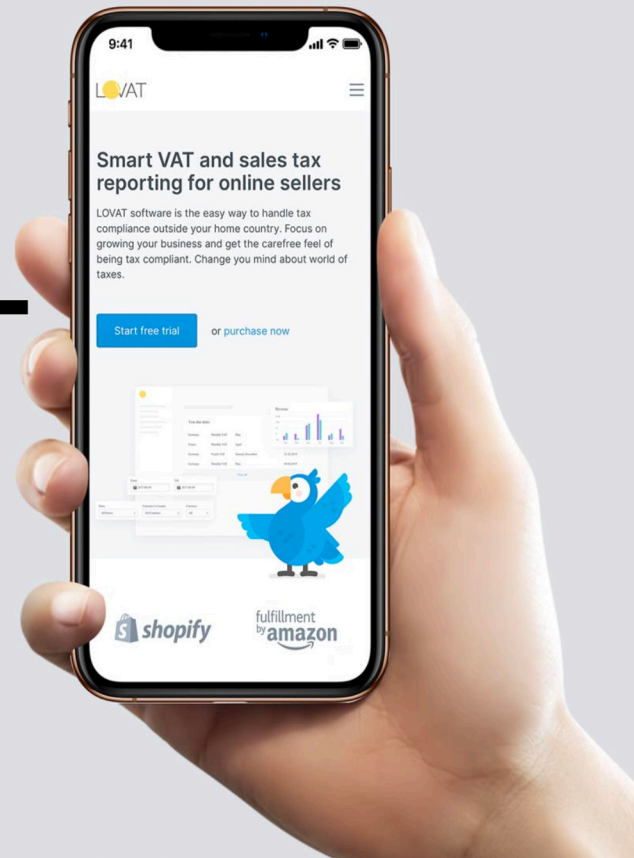 9:41
LOVAT
Smart VAT and sales tax
reporting for online sellers
LOVAT software is the easy way to handle tax
compliance outside your home country. Focus on
growing your business and get the carefree feel of
being tax compliant. Change you mind about world of
taxes.
Start free trial or purchase now
shopify
fulfillment
by amazon